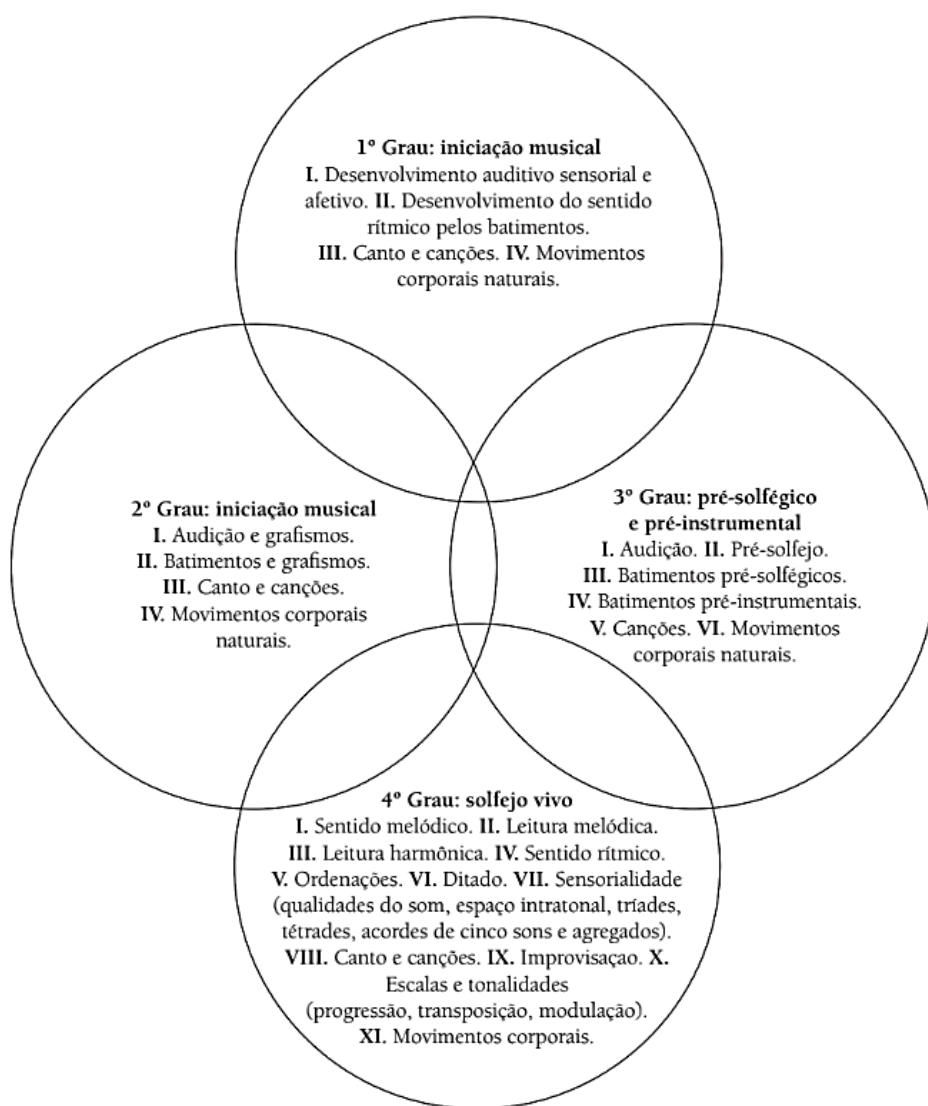 1º Grau: iniciação musical
I. Desenvolvimento auditivo sensorial e
afetivo. II. Desenvolvimento do sentido
rítmico pelos batimentos.
III. Canto e canções. IV. Movimentos
corporais naturais.
2º Grau: iniciação musical
I. Audição e grafismos.
II. Batimentos e grafismos.
III. Canto e canções.
IV. Movimentos corporais
naturais.
3º Grau: pré-solfégico
e pré-instrumental
I. Audição. II. Pré-solfejo.
III. Batimentos pré-solfégicos.
IV. Batimentos pré-instrumentais.
V. Canções. VI. Movimentos
corporais naturais.
4º Grau: solfejo vivo
I. Sentido melódico. II. Leitura melódica.
III. Leitura harmônica. IV. Sentido rítmico.
V. Ordenações. VI. Ditado. VII. Sensorialidade
(qualidades do som, espaço intratonal, tríades,
tétrades, acordes de cinco sons e agregados).
VIII. Canto e canções. IX. Improvisaçao. X.
Escalas e tonalidades
(progressão, transposição, modulação).
XI. Movimentos corporais.